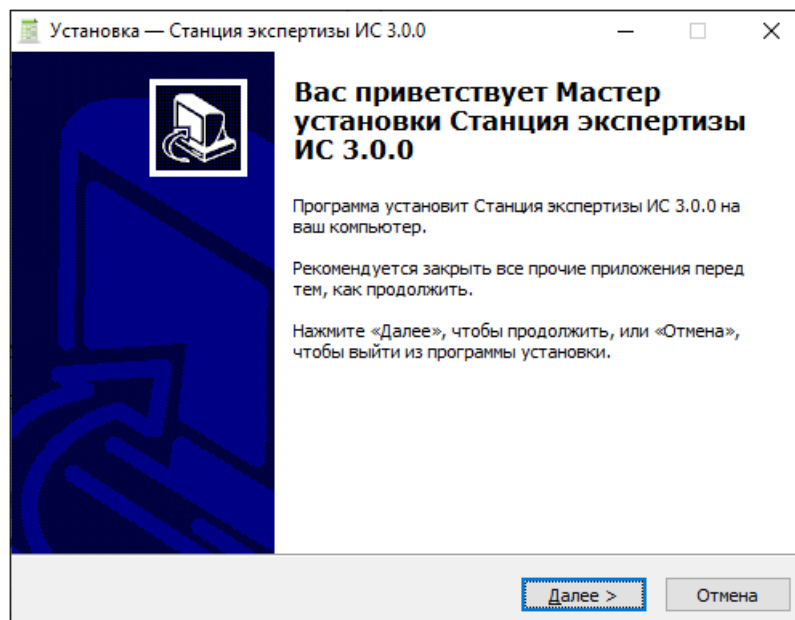 Установка — Станция экспертизы ИС 3.0.0
Вас приветствует Мастер
установки Станция экспертизы
ИС 3.0.0
Программа установит Станция экспертизы ИС 3.0.0 на
ваш компьютер.
Рекомендуется закрыть все прочие приложения перед
тем, как продолжить.
Нажмите «Далее», чтобы продолжить, или «Отмена»,
чтобы выйти из программы установки.
Далее >
Отмена